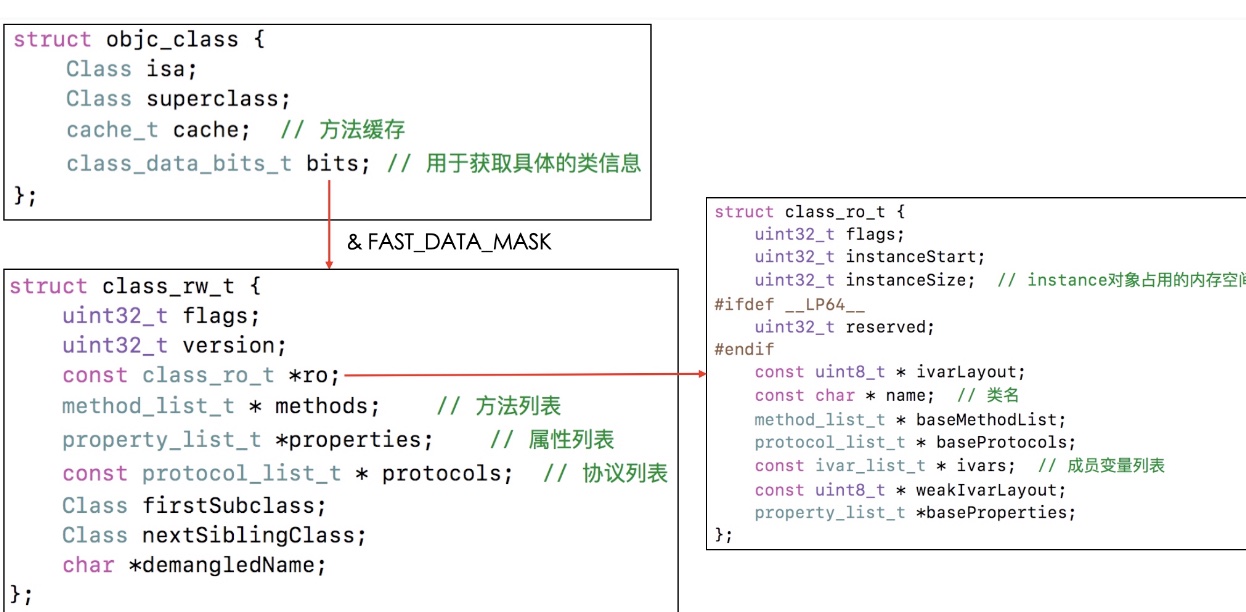 struct objc_class {
    Class isa;
    Class superclass;
    cache_t cache;  // 方法缓存
    class_data_bits_t bits; // 用于获取具体的类信息
};
& FAST_DATA_MASK
struct class_rw_t {
    uint32_t flags;
    uint32_t version;
    const class_ro_t *ro;
    method_list_t * methods;    // 方法列表
    property_list_t *properties;    // 属性列表
    const protocol_list_t * protocols;  // 协议列表
    Class firstSubclass;
    Class nextSiblingClass;
    char *demangledName;
};
struct class_ro_t {
    uint32_t flags;
    uint32_t instanceStart;
    uint32_t instanceSize;  // instance对象占用的内存空
#ifdef __LP64__
    uint32_t reserved;
#endif
    const uint8_t * ivarLayout;
    const char * name;  // 类名
    method_list_t * baseMethodList;
    protocol_list_t * baseProtocols;
    const ivar_list_t * ivars;  // 成员变量列表
    const uint8_t * weakIvarLayout;
    property_list_t *baseProperties;
};